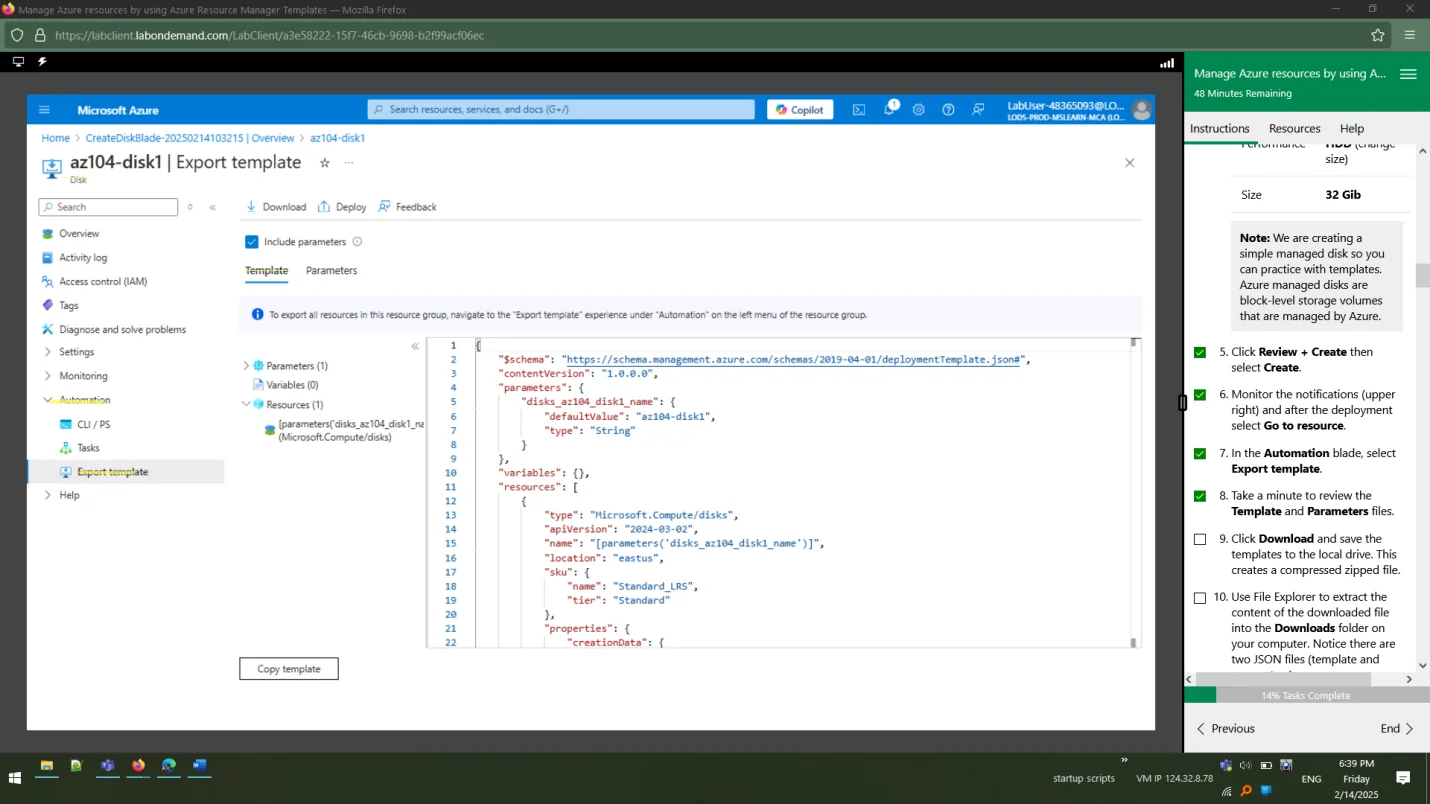 Manage Azure resources by using Azure Resource Manager Templates — Mozilla Firefox
https://labclient.labondemand.com/LabClient/a3e58222-15f7-46cb-9698-b2f99acf06ec
Microsoft Azure
Search resources, services, and docs (G+/)
Copilot
1
LabUser-48365093@LO...
LODS-PROD-MSLEARN-MCA (LO...
Home > CreateDiskBlade-20250214103215 | Overview > az104-disk1
az104-disk1 | Export template
Disk
Search
Overview
Activity log
Access control (IAM)
Tags
Diagnose and solve problems
Settings
Monitoring
Automation
CLI / PS
Tasks
Export template
Help
Download
Deploy
Feedback
Include parameters
Template
Parameters
To export all resources in this resource group, navigate to the "Export template" experience under "Automation" on the left menu of the resource group.
Parameters (1)
Variables (0)
Resources (1)
[parameters('disks_az104_disk1_na
(Microsoft.Compute/disks)
1 {
2 "$schema": "https://schema.management.azure.com/schemas/2019-04-01/deploymentTemplate.json#",
3 "contentVersion": "1.0.0.0",
4 "parameters": {
5 "disks_az104_disk1_name": {
6 "defaultValue": "az104-disk1",
7 "type": "String"
8 }
9 },
10 "variables": {},
11 "resources": [
12 {
13 "type": "Microsoft.Compute/disks",
14 "apiVersion": "2024-03-02",
15 "name": "[parameters('disks_az104_disk1_name')]",
16 "location": "eastus",
17 "sku": {
18 "name": "Standard_LRS",
19 "tier": "Standard"
20 },
21 "properties": {
22 "creationData": {
Copy template
Manage Azure resources by using A...
48 Minutes Remaining
Instructions
Resources
Help
Performance HDD (change
size)
Size 32 Gib
Note: We are creating a
simple managed disk so you
can practice with templates.
Azure managed disks are
block-level storage volumes
that are managed by Azure.
5. Click Review + Create then
select Create.
6. Monitor the notifications (upper
right) and after the deployment
select Go to resource.
7. In the Automation blade, select
Export template.
8. Take a minute to review the
Template and Parameters files.
9. Click Download and save the
templates to the local drive. This
creates a compressed zipped file.
10. Use File Explorer to extract the
content of the downloaded file
into the Downloads folder on
your computer. Notice there are
two JSON files (template and
14% Tasks Complete
Previous
End
startup scripts
VM IP 124.32.8.78
ENG
6:39 PM
Friday
2/14/2025